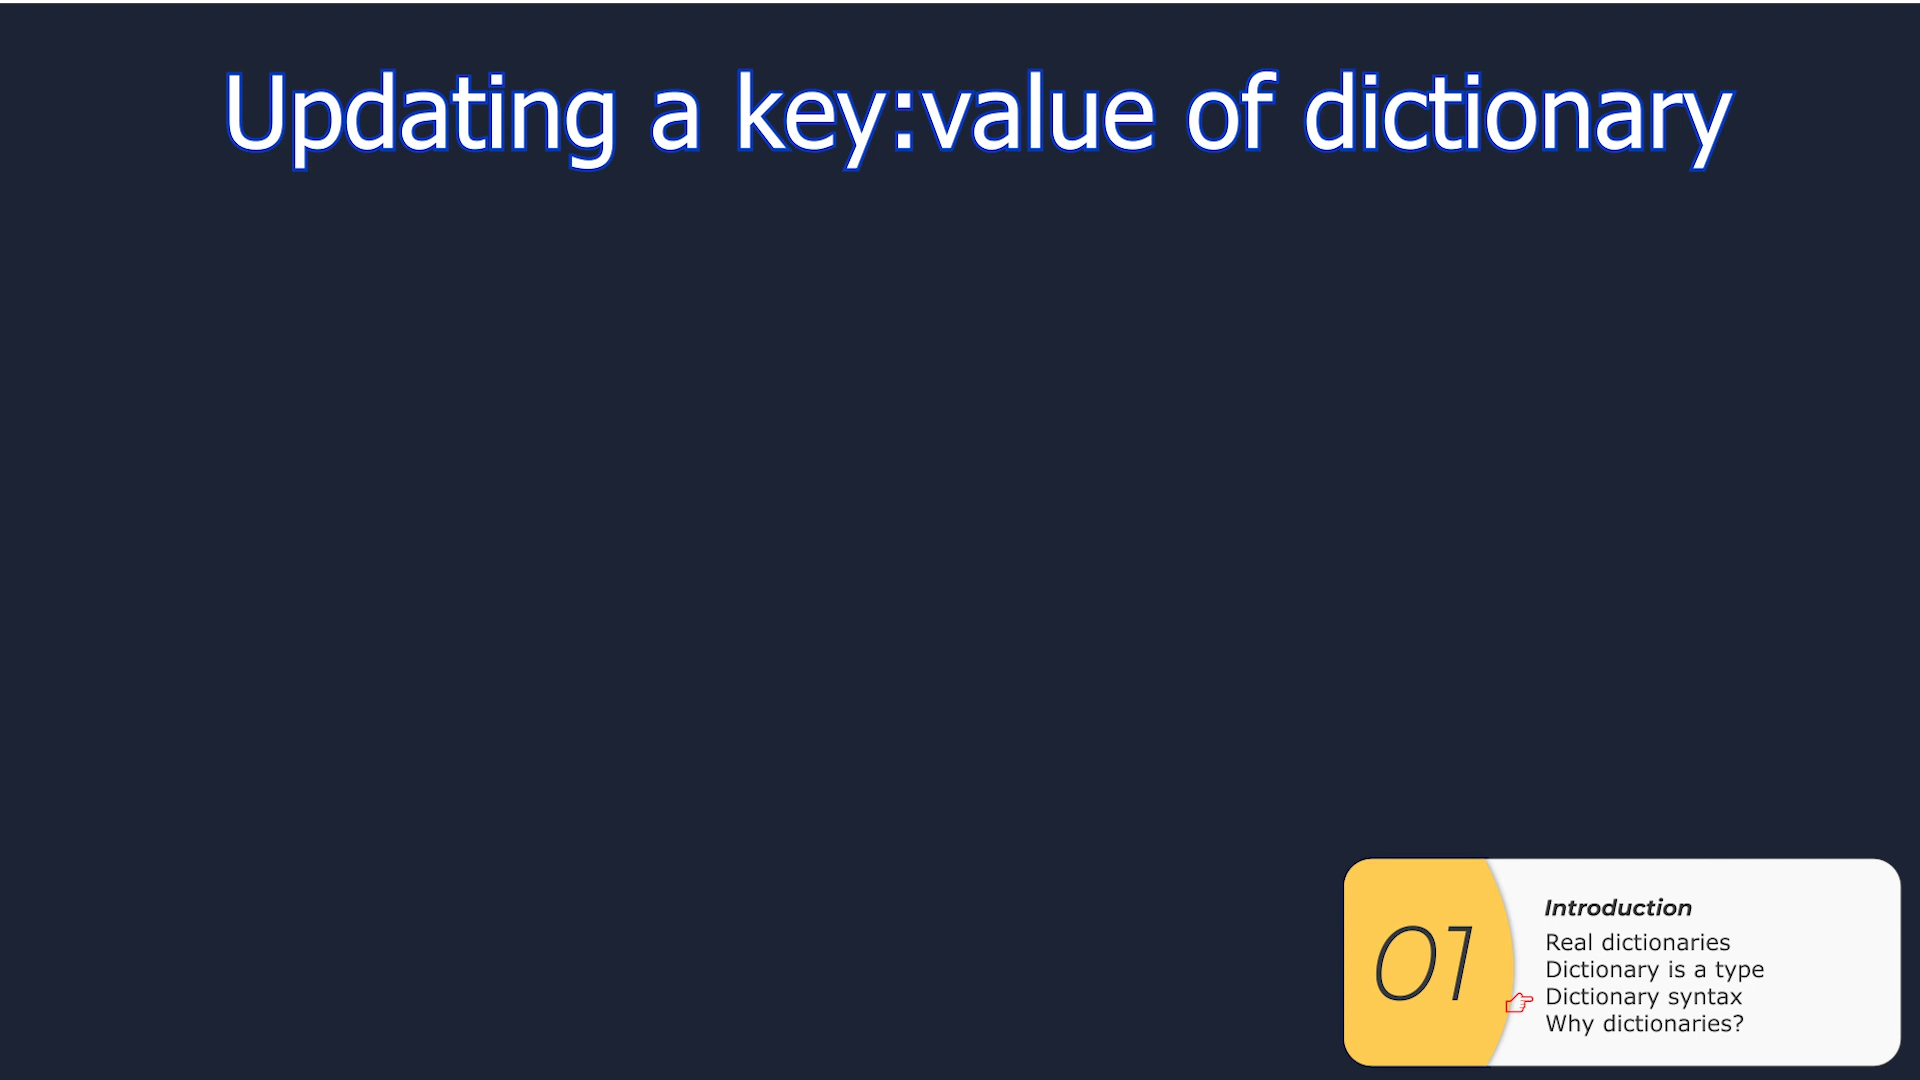 Updating a key:value of dictionary
01
Introduction
Real dictionaries
Dictionary is a type
Dictionary syntax
Why dictionaries?